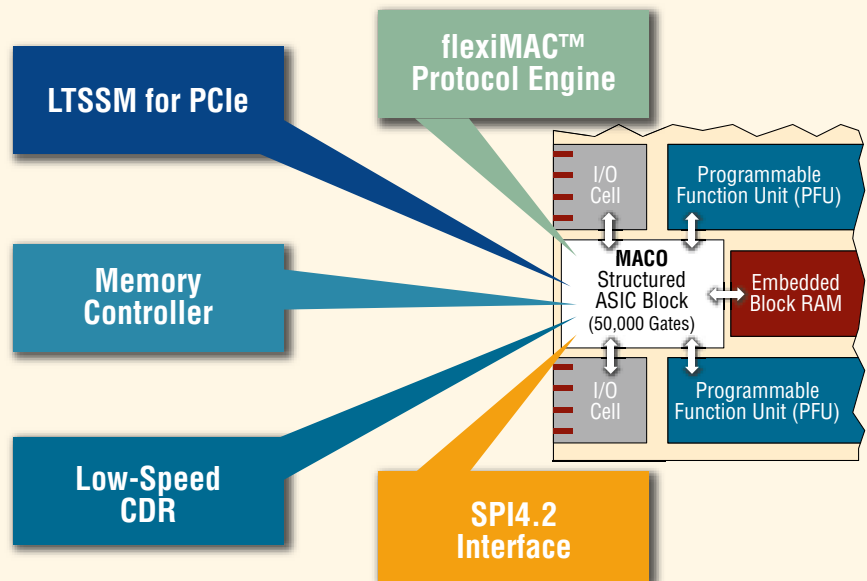 flexiMAC™
Protocol Engine
LTSSM for PCIe
Memory
Controller
Low-Speed
CDR
SPI4.2
Interface
I/O
Cell
Programmable
Function Unit (PFU)
MACO
Structured
ASIC Block
(50,000 Gates)
Embedded
Block RAM
I/O
Cell
Programmable
Function Unit (PFU)